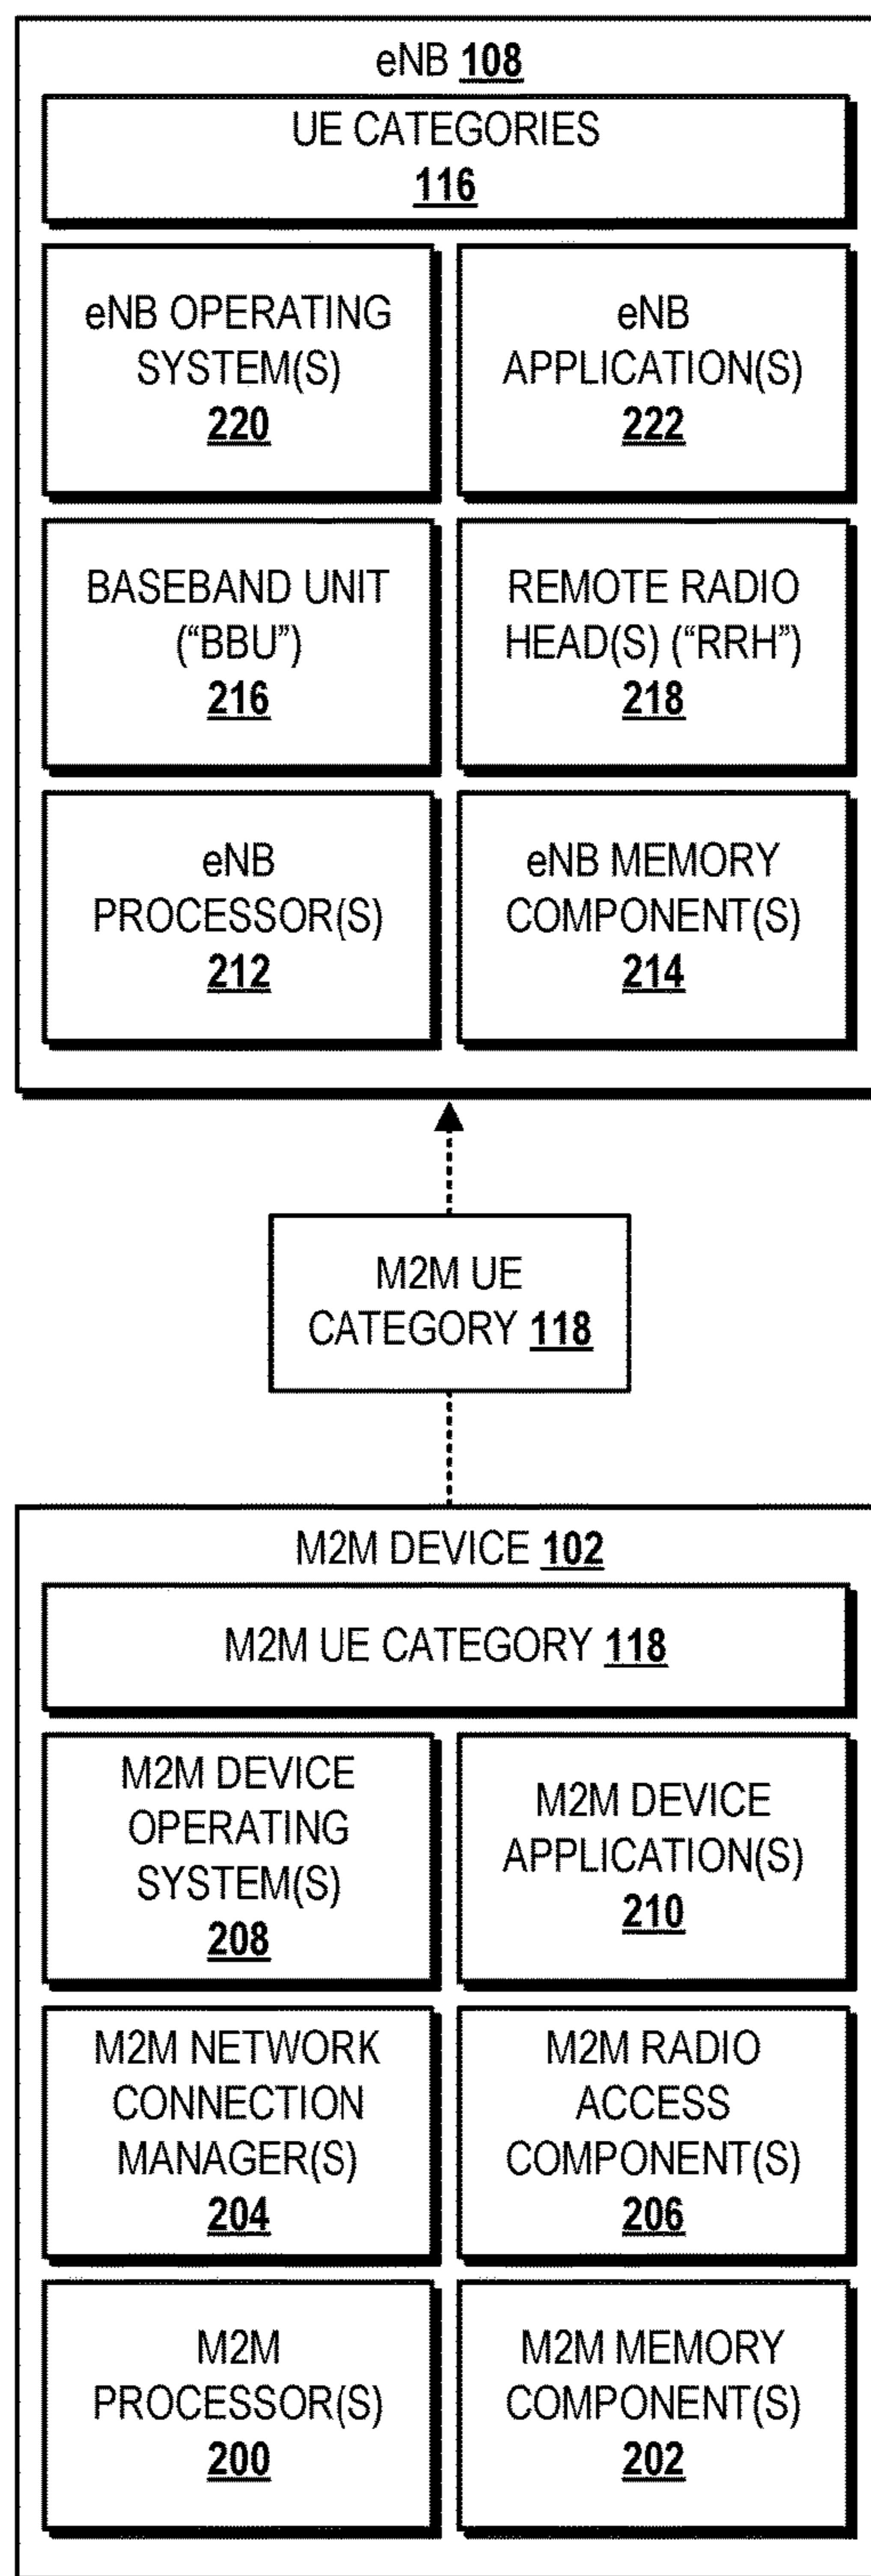 eNB 108
UE CATEGORIES
116
eNB OPERATING
SYSTEM(S)
220
eNB
APPLICATION(S)
222
BASEBAND UNIT
(“BBU”)
216
REMOTE RADIO
HEAD(S) (“RRH”)
218
eNB
PROCESSOR(S)
212
eNB MEMORY
COMPONENT(S)
214
M2M UE
CATEGORY 118
M2M DEVICE 102
M2M UE CATEGORY 118
M2M DEVICE
OPERATING
SYSTEM(S)
208
M2M DEVICE
APPLICATION(S)
210
M2M NETWORK
CONNECTION
MANAGER(S)
204
M2M RADIO
ACCESS
COMPONENT(S)
206
M2M
PROCESSOR(S)
200
M2M MEMORY
COMPONENT(S)
202